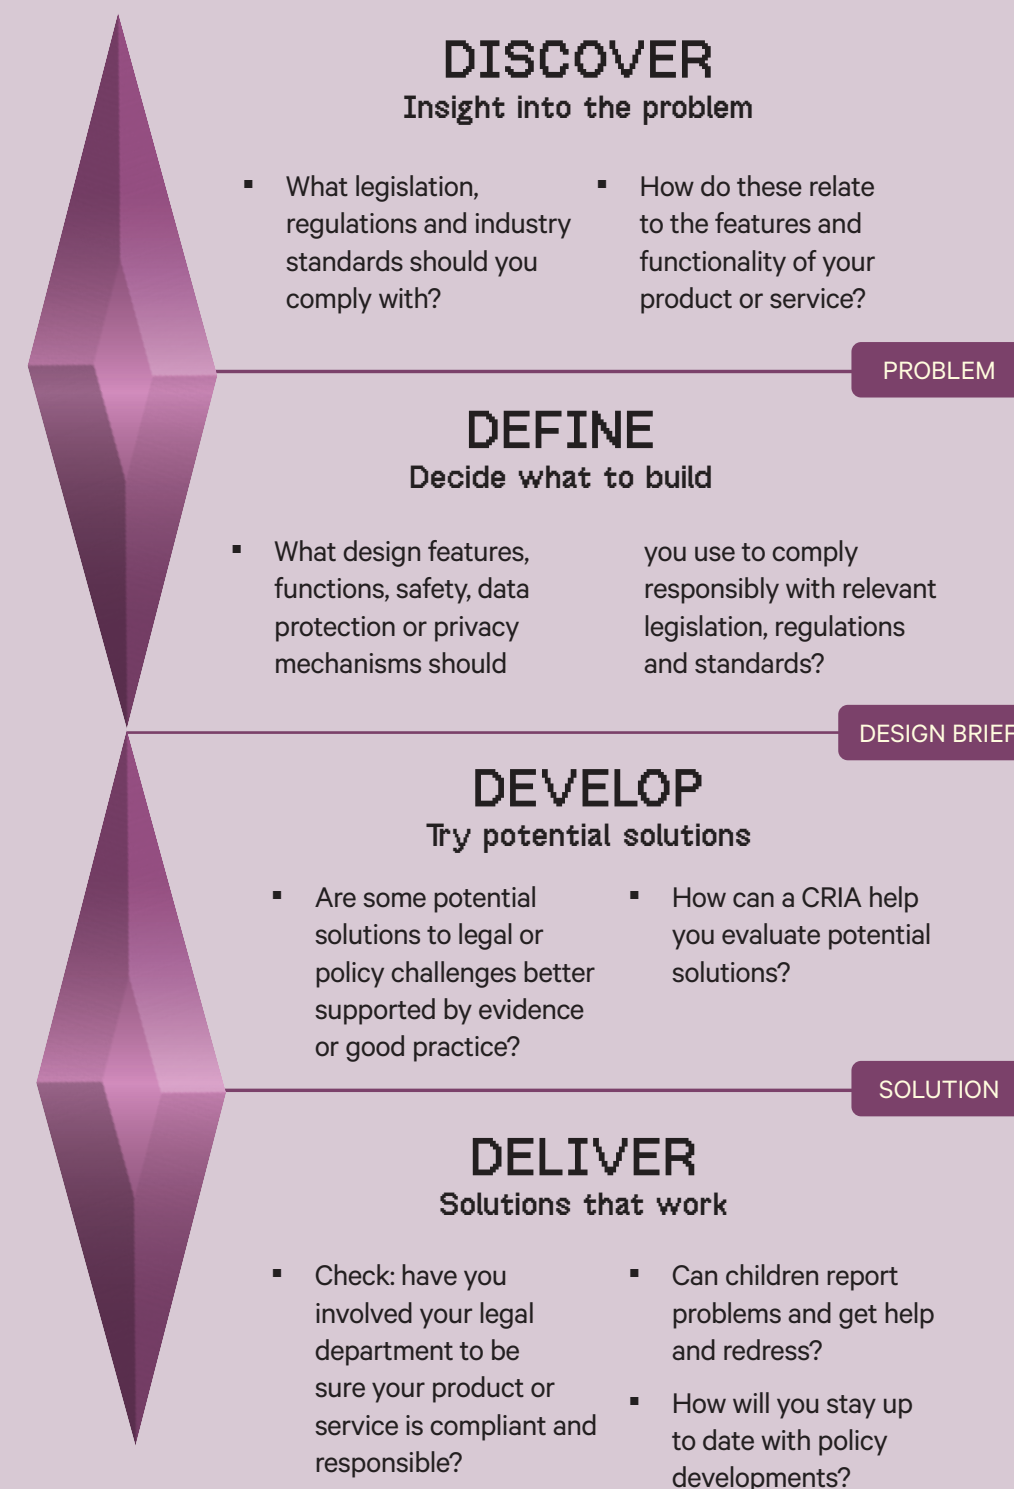 DISCOVER
Insight into the problem
▪ What legislation,
regulations and industry
standards should you
comply with?
▪ How do these relate
to the features and
functionality of your
product or service?
PROBLEM
DEFINE
Decide what to build
▪ What design features,
functions, safety, data
protection or privacy
mechanisms should
you use to comply
responsibly with relevant
legislation, regulations
and standards?
DESIGN BRIEF
DEVELOP
Try potential solutions
▪ Are some potential
solutions to legal or
policy challenges better
supported by evidence
or good practice?
▪ How can a CRIA help
you evaluate potential
solutions?
SOLUTION
DELIVER
Solutions that work
▪ Check: have you
involved your legal
department to be
sure your product or
service is compliant and
responsible?
▪ Can children report
problems and get help
and redress?
▪ How will you stay up
to date with policy
developments?